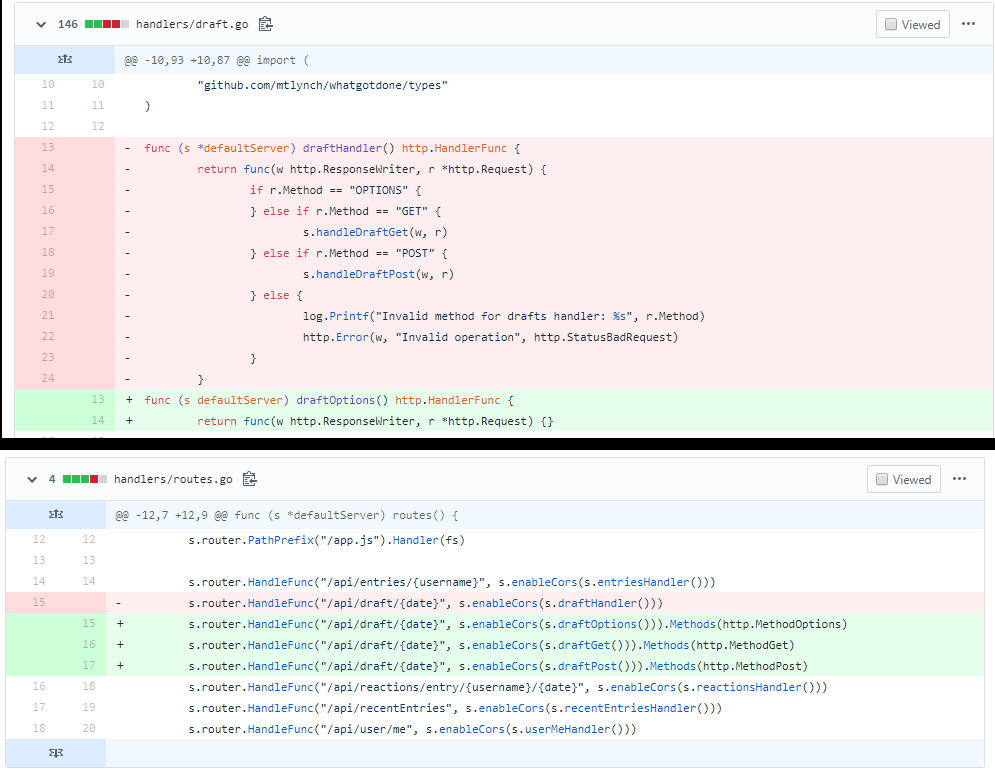 146 handlers/draft.go Viewed ...
@@ -10,93 +10,87 @@ import (
10 10 "github.com/mtlynch/whatgotdone/types"
11 11 )
12 12
13 - func (s *defaultServer) draftHandler() http.HandlerFunc {
14 - return func(w http.ResponseWriter, r *http.Request) {
15 - if r.Method == "OPTIONS" {
16 - } else if r.Method == "GET" {
17 - s.handleDraftGet(w, r)
18 - } else if r.Method == "POST" {
19 - s.handleDraftPost(w, r)
20 - } else {
21 - log.Printf("Invalid method for drafts handler: %s", r.Method)
22 - http.Error(w, "Invalid operation", http.StatusBadRequest)
23 - }
24 - }
13 + func (s defaultServer) draftOptions() http.HandlerFunc {
14 + return func(w http.ResponseWriter, r *http.Request) {}
4 handlers/routes.go Viewed ...
@@ -12,7 +12,9 @@ func (s *defaultServer) routes() {
12 12 s.router.PathPrefix("/app.js").Handler(fs)
13 13
14 14 s.router.HandleFunc("/api/entries/{username}", s.enableCors(s.entriesHandler()))
15 - s.router.HandleFunc("/api/draft/{date}", s.enableCors(s.draftHandler()))
15 + s.router.HandleFunc("/api/draft/{date}", s.enableCors(s.draftOptions())).Methods(http.MethodOptions)
16 + s.router.HandleFunc("/api/draft/{date}", s.enableCors(s.draftGet())).Methods(http.MethodGet)
17 + s.router.HandleFunc("/api/draft/{date}", s.enableCors(s.draftPost())).Methods(http.MethodPost)
16 18 s.router.HandleFunc("/api/reactions/entry/{username}/{date}", s.enableCors(s.reactionsHandler()))
17 19 s.router.HandleFunc("/api/recentEntries", s.enableCors(s.recentEntriesHandler()))
18 20 s.router.HandleFunc("/api/user/me", s.enableCors(s.userMeHandler()))